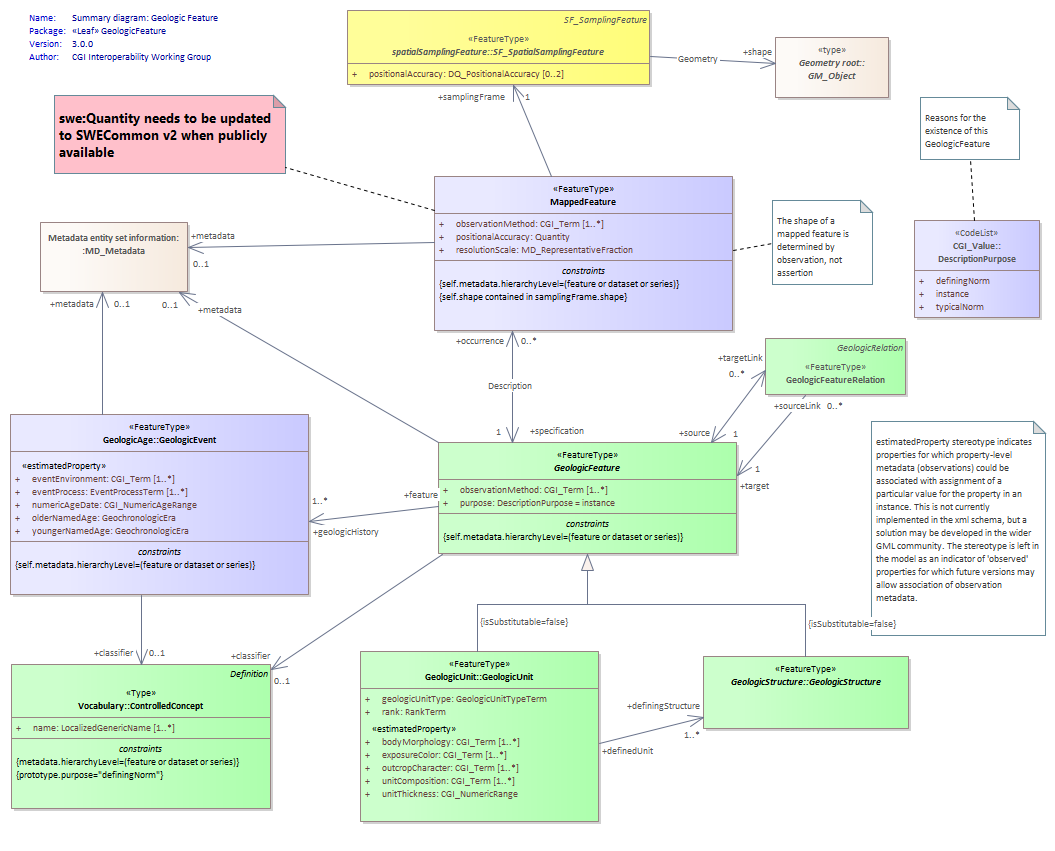 Name: Summary diagram: Geologic Feature
Package: «Leaf» GeologicFeature
Version: 3.0.0
Author: CGI Interoperability Working Group
SF_SamplingFeature
«FeatureType»
spatialSamplingFeature::SF_SpatialSamplingFeature
+ positionalAccuracy: DQ_PositionalAccuracy [0..2]
Geometry
+shape
«type»
Geometry root::
GM_Object
+samplingFrame
1
swe:Quantity needs to be updated
to SWECommon v2 when publicly
available
Reasons for the
existence of this
GeologicFeature
«FeatureType»
MappedFeature
+ observationMethod: CGI_Term [1..*]
+ positionalAccuracy: Quantity
+ resolutionScale: MD_RepresentativeFraction
constraints
{self.metadata.hierarchyLevel=(feature or dataset or series)}
{self.shape contained in samplingFrame.shape}
The shape of a
mapped feature is
determined by
observation, not
assertion
«CodeList»
CGI_Value::
DescriptionPurpose
+ definingNorm
+ instance
+ typicalNorm
Metadata entity set information:
:MD_Metadata
+metadata
0..1
+metadata
0..1
0..1
+metadata
+occurrence
0..*
Description
1
+specification
GeologicRelation
«FeatureType»
GeologicFeatureRelation
+targetLink
0..*
+sourceLink
0..*
+source
1
1
+target
«FeatureType»
GeologicAge::GeologicEvent
«estimatedProperty»
+ eventEnvironment: CGI_Term [1..*]
+ eventProcess: EventProcessTerm [1..*]
+ numericAgeDate: CGI_NumericAgeRange
+ olderNamedAge: GeochronologicEra
+ youngerNamedAge: GeochronologicEra
constraints
{self.metadata.hierarchyLevel=(feature or dataset or series)}
1..*
+feature
+geologicHistory
«FeatureType»
GeologicFeature
+ observationMethod: CGI_Term [1..*]
+ purpose: DescriptionPurpose = instance
constraints
{self.metadata.hierarchyLevel=(feature or dataset or series)}
estimatedProperty stereotype indicates
properties for which property-level
metadata (observations) could be
associated with assignment of a
particular value for the property in an
instance. This is not currently
implemented in the xml schema, but a
solution may be developed in the wider
GML community. The stereotype is left in
the model as an indicator of 'observed'
properties for which future versions may
allow association of observation
metadata.
{isSubstitutable=false}
{isSubstitutable=false}
+classifier
0..1
+classifier
0..1
Definition
«Type»
Vocabulary::ControlledConcept
+ name: LocalizedGenericName [1..*]
constraints
{metadata.hierarchyLevel=(feature or dataset or series)}
{prototype.purpose="definingNorm"}
«FeatureType»
GeologicUnit::GeologicUnit
+ geologicUnitType: GeologicUnitTypeTerm
+ rank: RankTerm
«estimatedProperty»
+ bodyMorphology: CGI_Term [1..*]
+ exposureColor: CGI_Term [1..*]
+ outcropCharacter: CGI_Term [1..*]
+ unitComposition: CGI_Term [1..*]
+ unitThickness: CGI_NumericRange
+definingStructure
1..*
+definedUnit
«FeatureType»
GeologicStructure::GeologicStructure